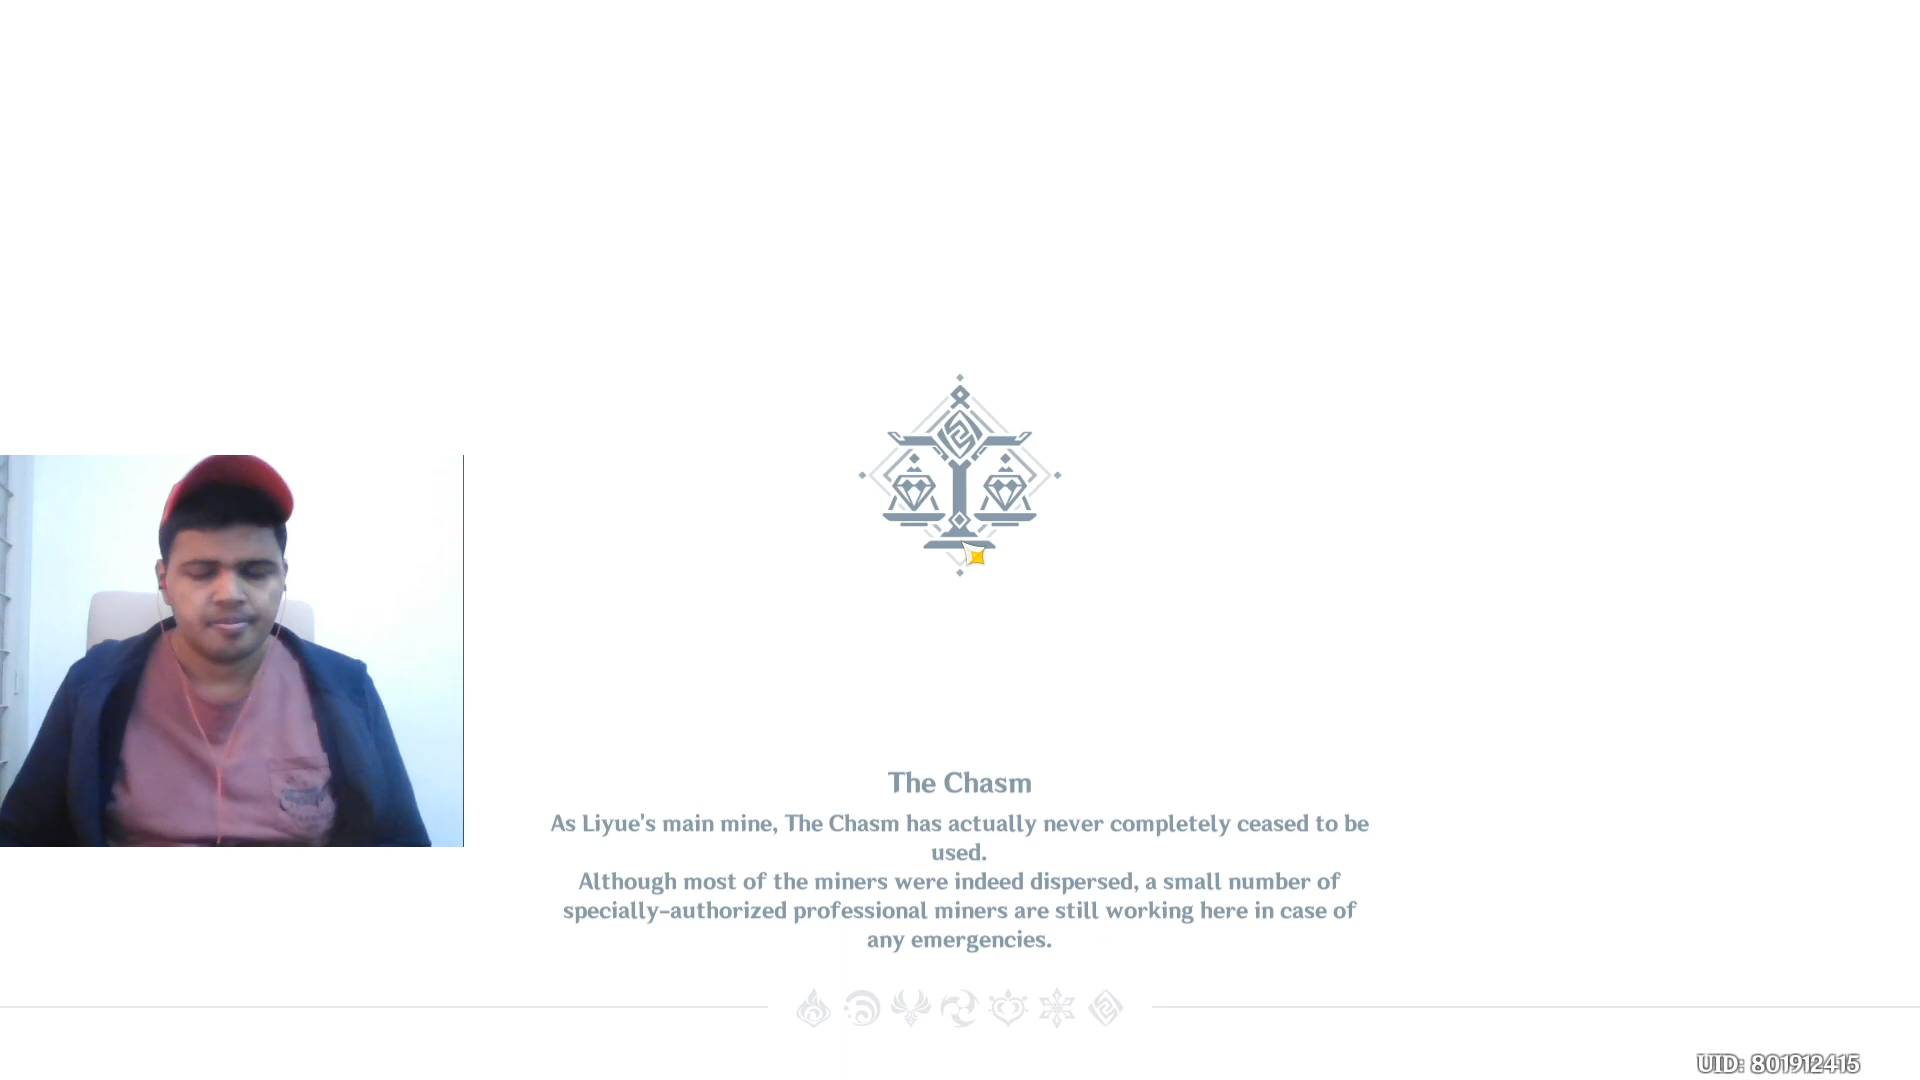 The Chasm
As Liyue's main mine, The Chasm has actually never completely ceased to be
used.
Although most of the miners were indeed dispersed, a small number of
specially-authorized professional miners are still working here in case of
any emergencies.
UID: 801912415